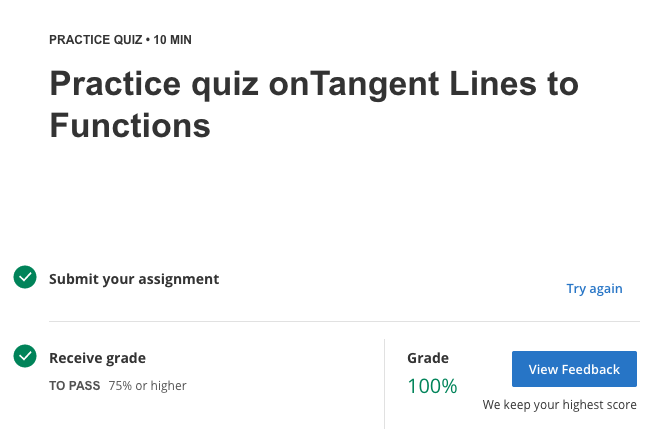 PRACTICE QUIZ • 10 MIN
Practice quiz onTangent Lines to
Functions
Submit your assignment
Try again
Receive grade
TO PASS 75% or higher
Grade
100%
View Feedback
We keep your highest score